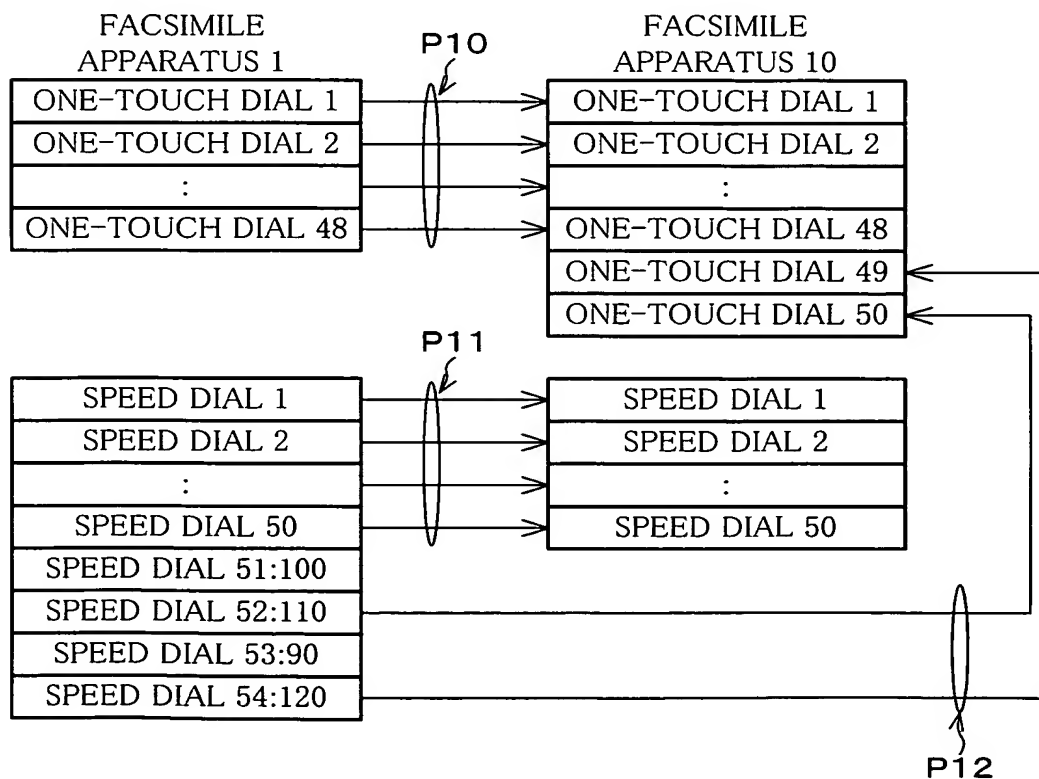 FACSIMILE
APPARATUS 1
ONE-TOUCH DIAL 1
ONE-TOUCH DIAL 2
:
ONE-TOUCH DIAL 48
P10
FACSIMILE
APPARATUS 10
ONE-TOUCH DIAL 1
ONE-TOUCH DIAL 2
:
ONE-TOUCH DIAL 48
ONE-TOUCH DIAL 49
ONE-TOUCH DIAL 50
SPEED DIAL 1
SPEED DIAL 2
:
SPEED DIAL 50
SPEED DIAL 51:100
SPEED DIAL 52:110
SPEED DIAL 53:90
SPEED DIAL 54:120
P11
SPEED DIAL 1
SPEED DIAL 2
:
SPEED DIAL 50
P12